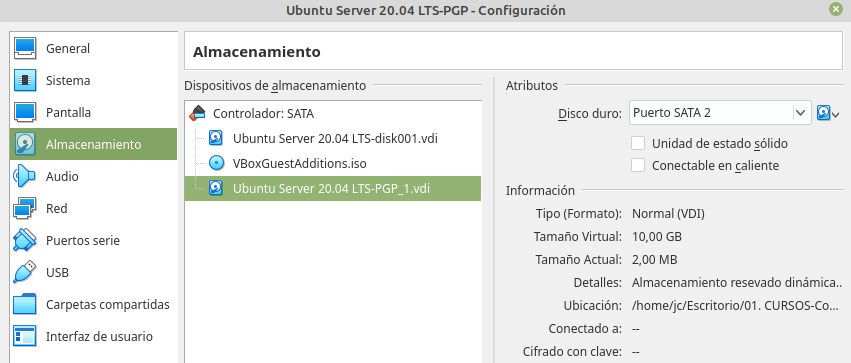 Ubuntu Server 20.04 LTS-PGP - Configuración
General
Sistema
Pantalla
Almacenamiento
Audio
Red
Puertos serie
USB
Carpetas compartidas
Interfaz de usuario
Almacenamiento
Dispositivos de almacenamiento
Controlador: SATA
Ubuntu Server 20.04 LTS-disk001.vdi
VBoxGuestAdditions.iso
Ubuntu Server 20.04 LTS-PGP_1.vdi
Atributos
Disco duro: Puerto SATA 2
Unidad de estado sólido
Conectable en caliente
Información
Tipo (Formato): Normal (VDI)
Tamaño Virtual: 10,00 GB
Tamaño Actual: 2,00 MB
Detalles: Almacenamiento resevado dinámica..
Ubicación: /home/jc/Escritorio/01. CURSOS-Co...
Conectado a: --
Cifrado con clave: --